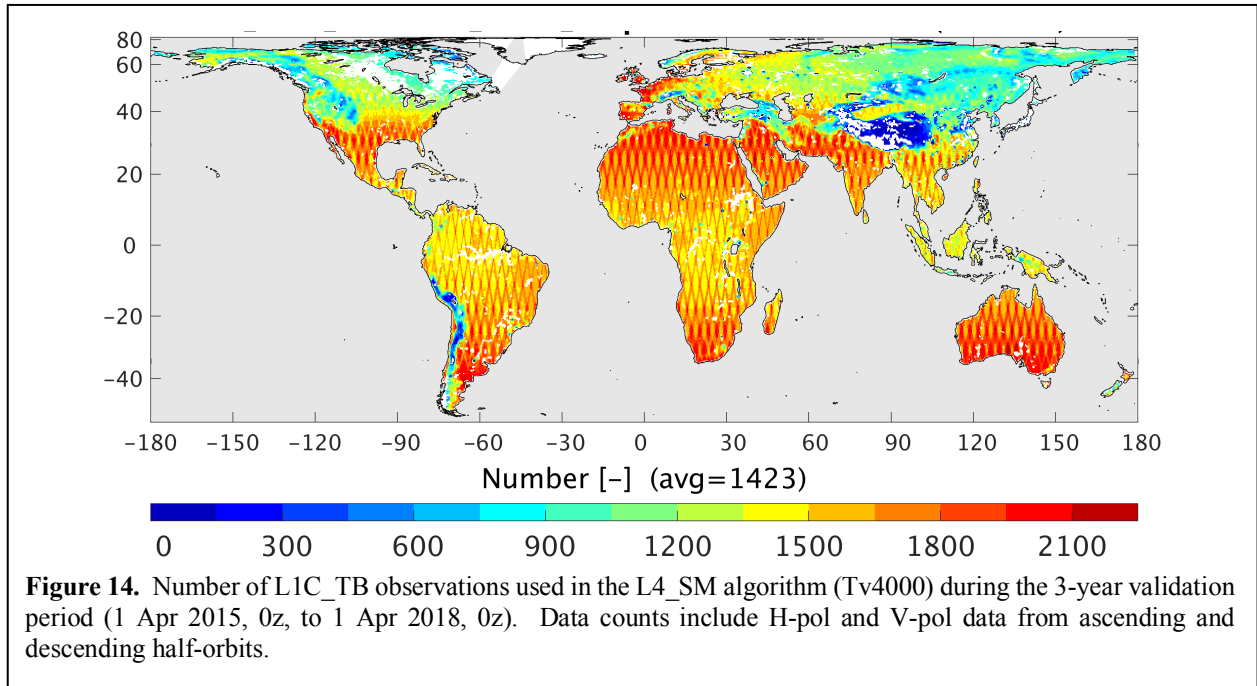 80
60
40
20
0
−20
−40
−180 −150 −120 −90 −60 −30 0 30 60 90 120 150 180
Number [−] (avg=1423)
0 300 600 900 1200 1500 1800 2100
Figure 14. Number of L1C_TB observations used in the L4_SM algorithm (Tv4000) during the 3-year validation
period (1 Apr 2015, 0z, to 1 Apr 2018, 0z). Data counts include H-pol and V-pol data from ascending and
descending half-orbits.